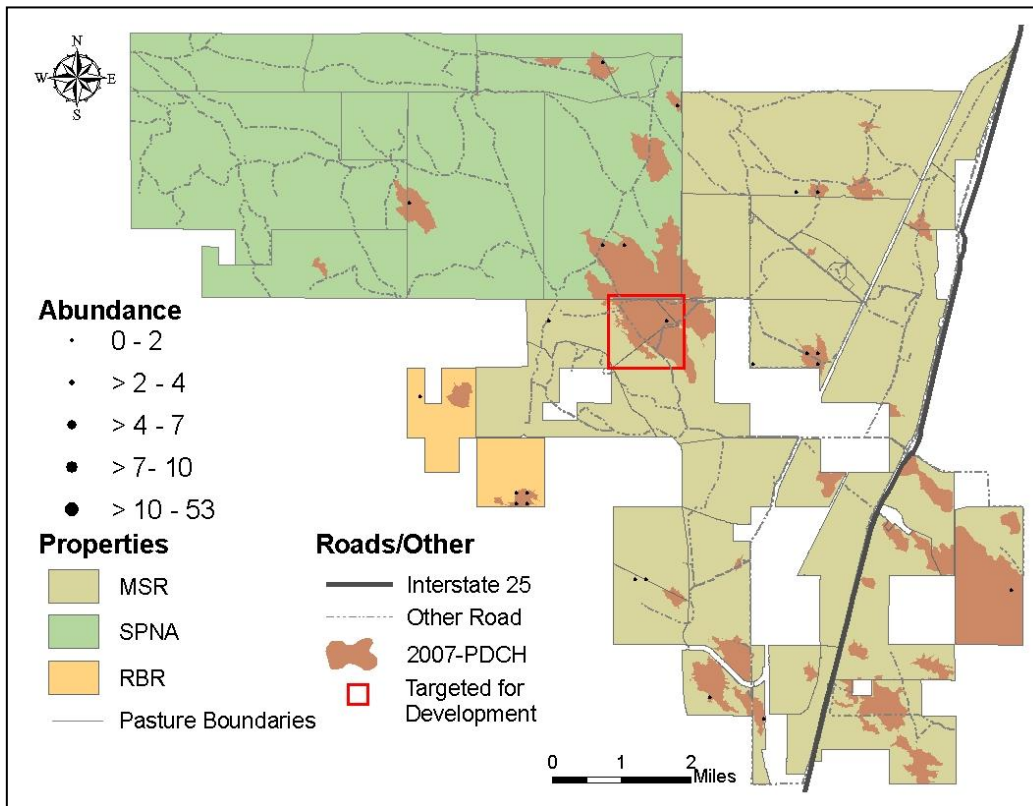 N
W E
S
Abundance
0 - 2
> 2 - 4
> 4 - 7
> 7 - 10
> 10 - 53
Properties
MSR
SPNA
RBR
Pasture Boundaries
Roads/Other
Interstate 25
Other Road
2007-PDCH
Targeted for
Development
0 1 2
Miles